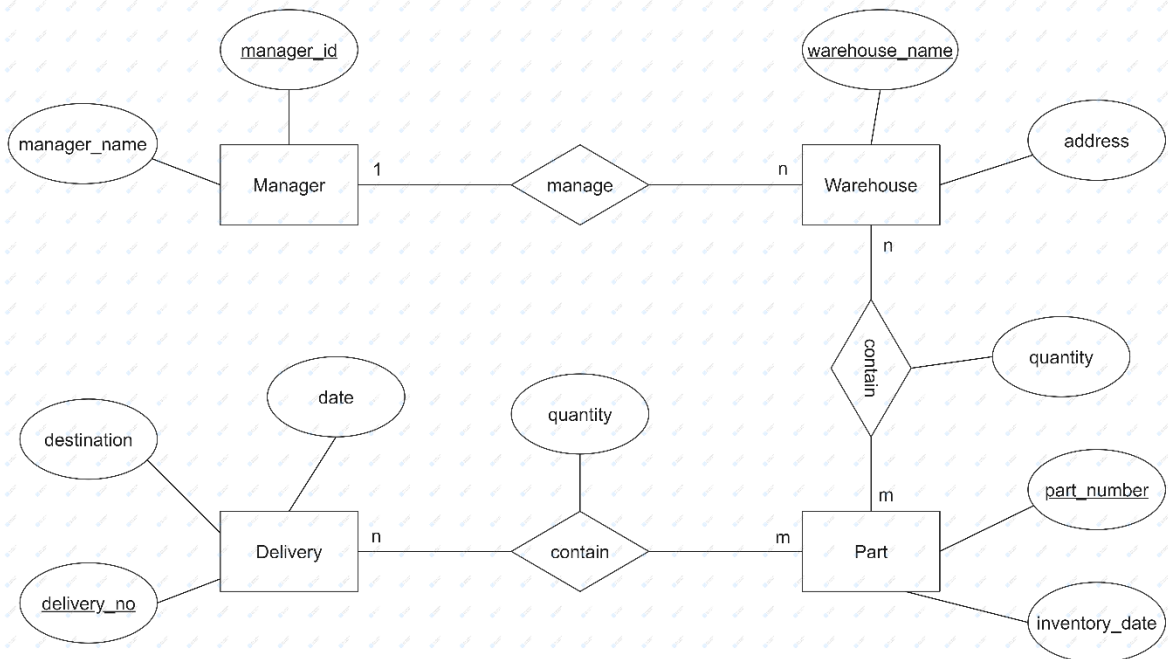 manager_id
warehouse_name
manager_name
address
Manager
1
manage
n
Warehouse
n
contain
quantity
date
quantity
destination
part_number
m
Delivery
n
contain
m
Part
delivery_no
inventory_date